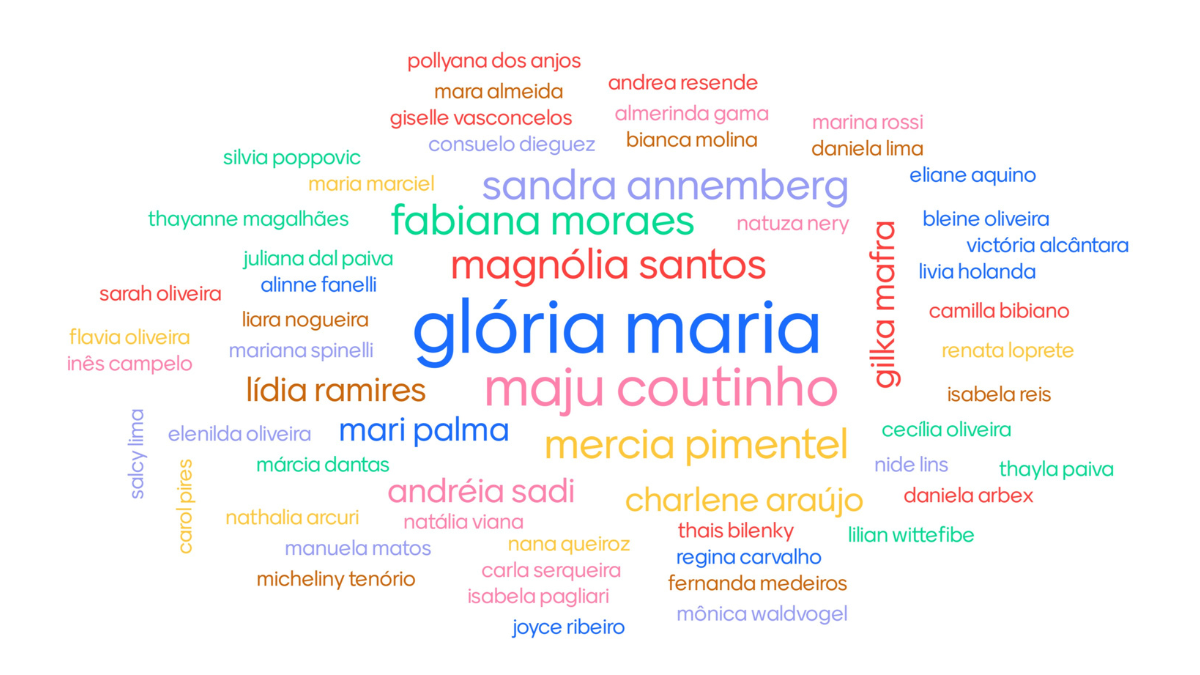 pollyana dos anjos
andrea resende
mara almeida
almerinda gama
giselle vasconcelos
marina rossi
bianca molina
consuelo dieguez
daniela lima
silvia poppovic
eliane aquino
maria marciel
sandra annemberg
thayanne magalhães
fabiana moraes
natuza nery
bleine oliveira
victória alcântara
juliana dal paiva
magnólia santos
gilka mafra
livia holanda
alinne fanelli
sarah oliveira
camilla bibiano
liara nogueira
glória maria
flavia oliveira
mariana spinelli
renata loprete
inês campelo
lídia ramires
maju coutinho
isabela reis
salcy lima
elenilda oliveira
mari palma
mercia pimentel
cecília oliveira
márcia dantas
nide lins
thayla paiva
carol pires
andréia sadi
charlene araújo
daniela arbex
nathalia arcuri
natália viana
thais bilenky
lilian wittefibe
manuela matos
nana queiroz
regina carvalho
micheliny tenório
carla serqueira
fernanda medeiros
isabela pagliari
mônica waldvogel
joyce ribeiro